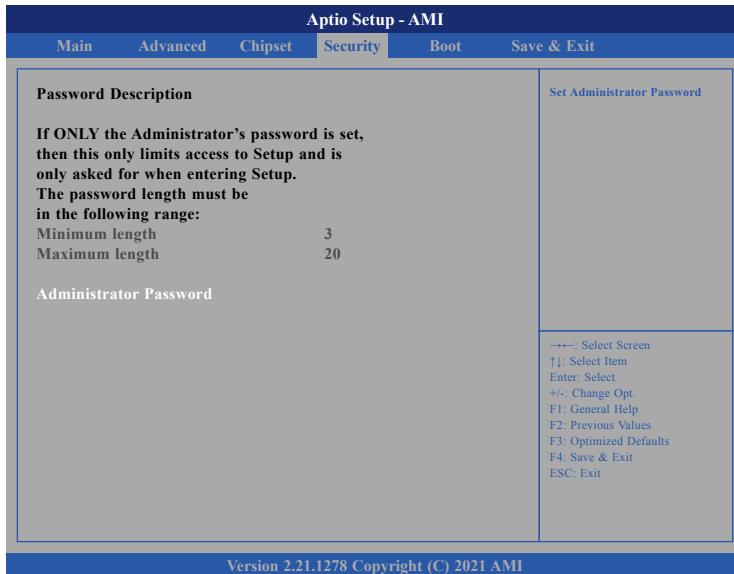 Aptio Setup - AMI
Main Advanced Chipset Security Boot Save & Exit
Password Description
If ONLY the Administrator's password is set,
then this only limits access to Setup and is
only asked for when entering Setup.
The password length must be
in the following range:
Minimum length 3
Maximum length 20
Administrator Password
Set Administrator Password
→←: Select Screen
↑↓: Select Item
Enter: Select
+/-: Change Opt.
F1: General Help
F2: Previous Values
F3: Optimized Defaults
F4: Save & Exit
ESC: Exit
Version 2.21.1278 Copyright (C) 2021 AMI